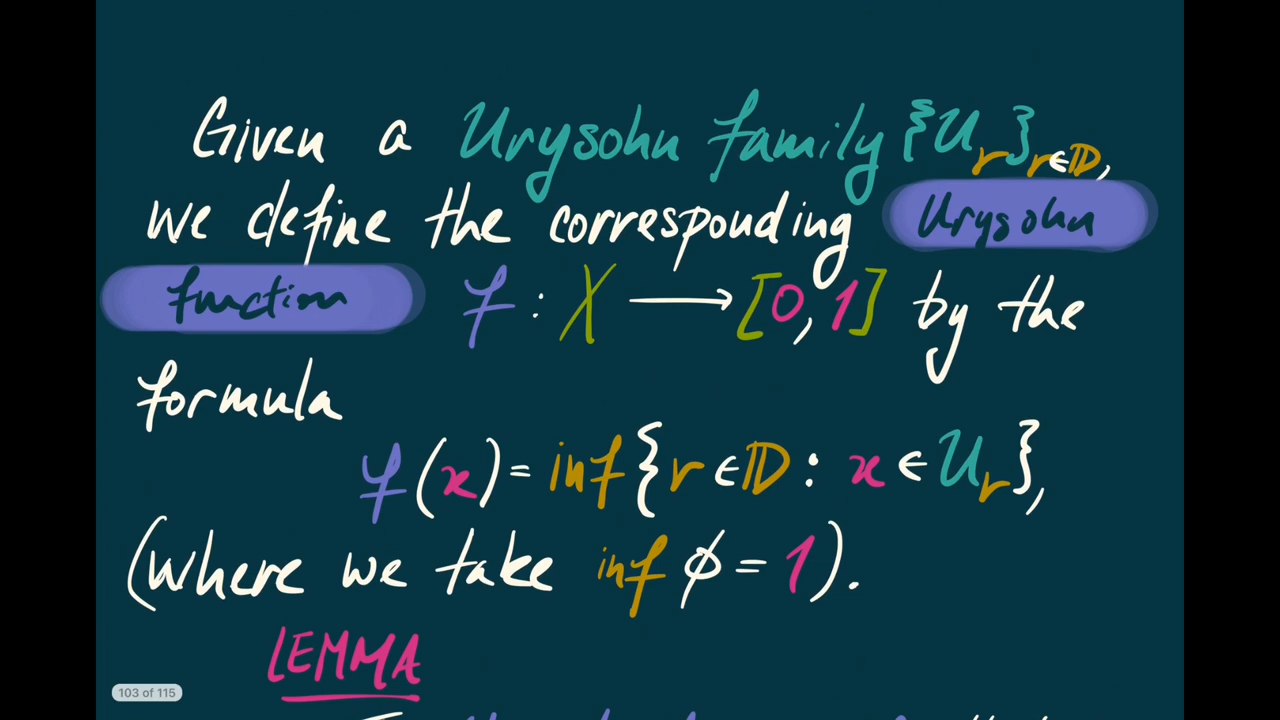 Given a Urysohn family {U_r}_{r∈𝔻},
we define the corresponding Urysohn
function f : X ⟶ [0,1] by the
formula
f(x) = inf{r∈𝔻 : x∈U_r},
(where we take inf ϕ = 1).
LEMMA
103 of 115